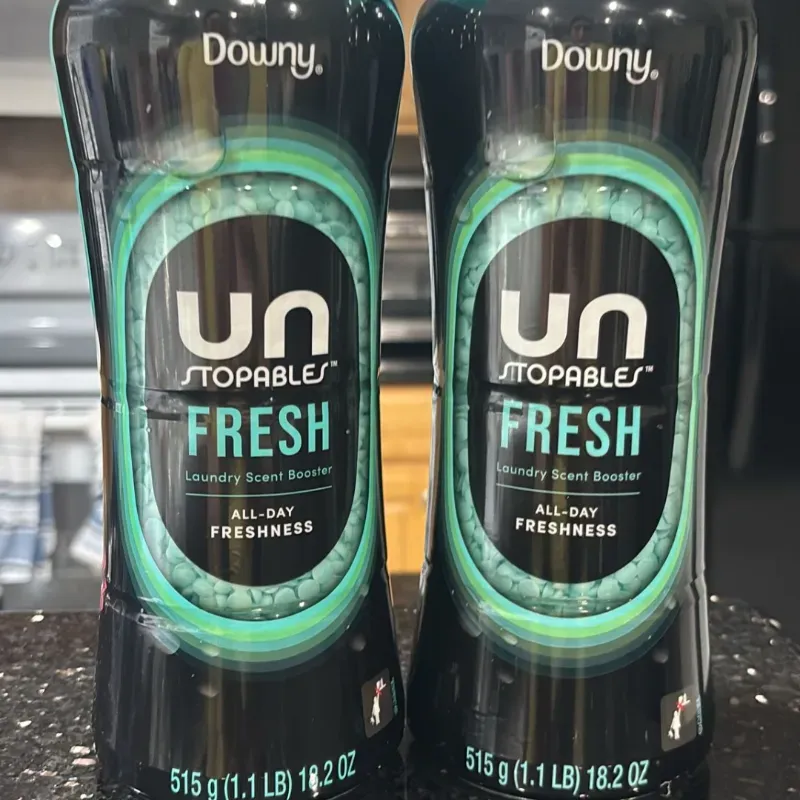 Downy®
UN
STOPABLES™
FRESH
Laundry Scent Booster
ALL-DAY
FRESHNESS
515 g (1.1 LB) 18.2 OZ
Downy®
UN
STOPABLES™
FRESH
Laundry Scent Booster
ALL-DAY
FRESHNESS
515 g (1.1 LB) 18.2 OZ